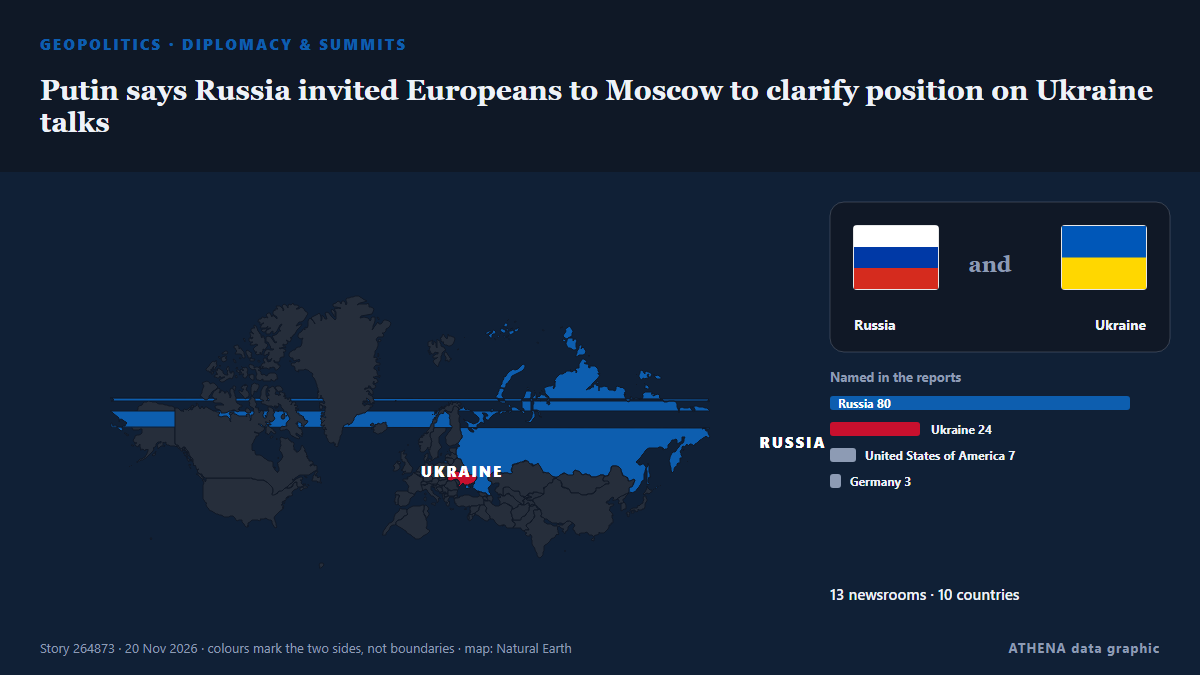 GEOPOLITICS · DIPLOMACY & SUMMITS
Putin says Russia invited Europeans to Moscow to clarify position on Ukraine
talks
and
Russia
Ukraine
Named in the reports
Russia 80
Ukraine 24
United States of America 7
Germany 3
RUSSIA
UKRAINE
13 newsrooms · 10 countries
Story 264873 · 20 Nov 2026 · colours mark the two sides, not boundaries · map: Natural Earth
ATHENA data graphic